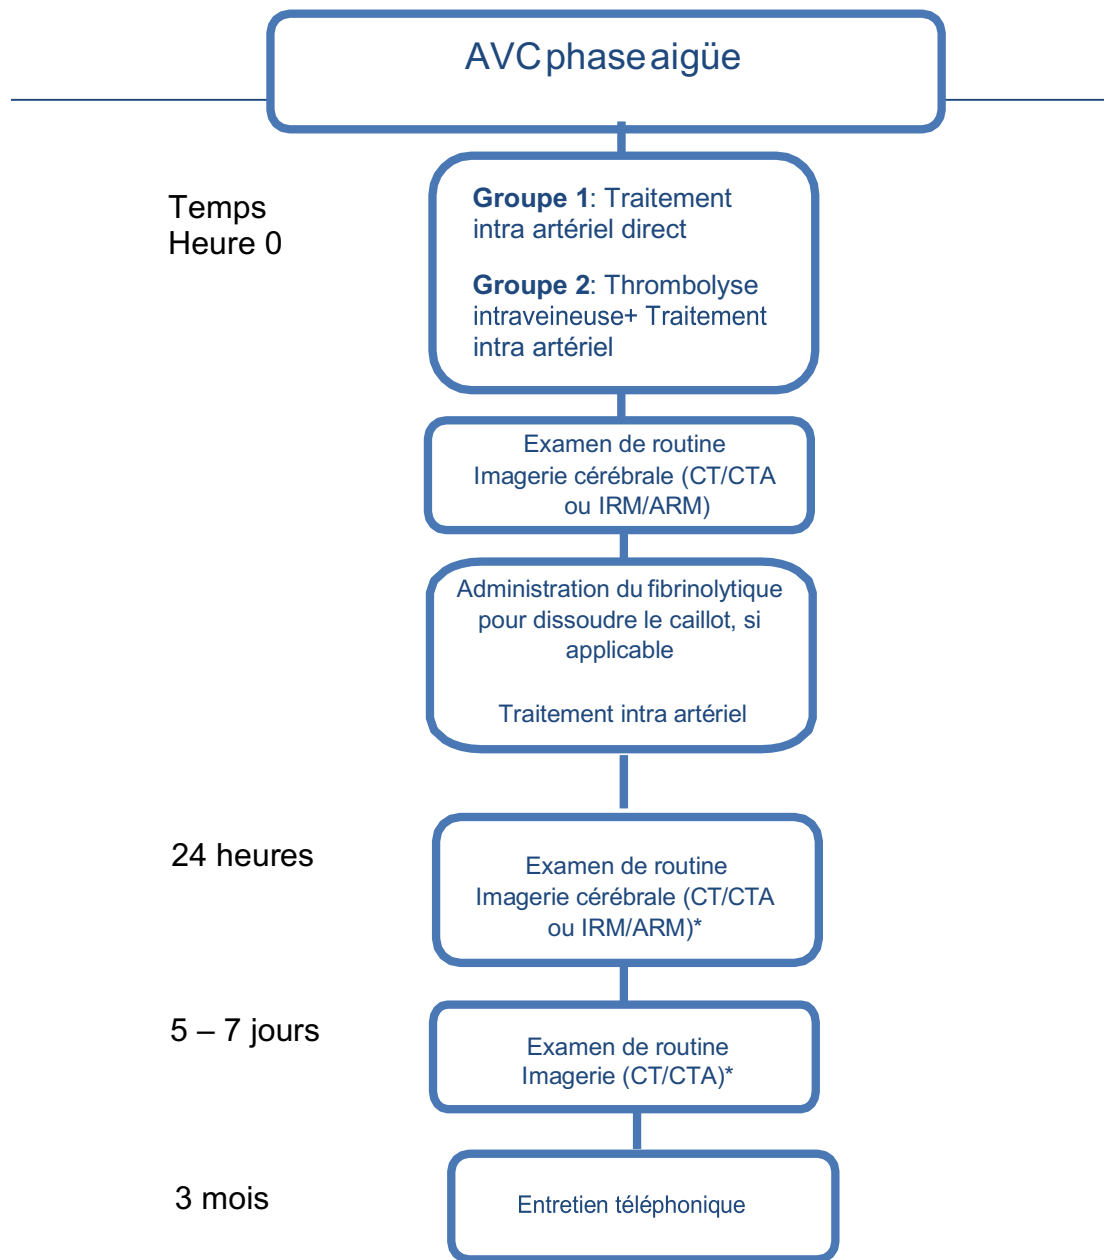 AVC phase aigüe
Temps
Heure 0
Groupe 1: Traitement
intra artériel direct
Groupe 2: Thrombolyse
intraveineuse+ Traitement
intra artériel
Examen de routine
Imagerie cérébrale (CT/CTA
ou IRM/ARM)
Administration du fibrinolytique
pour dissoudre le caillot, si
applicable
Traitement intra artériel
24 heures
Examen de routine
Imagerie cérébrale (CT/CTA
ou IRM/ARM)*
5 – 7 jours
Examen de routine
Imagerie (CT/CTA)*
3 mois
Entretien téléphonique